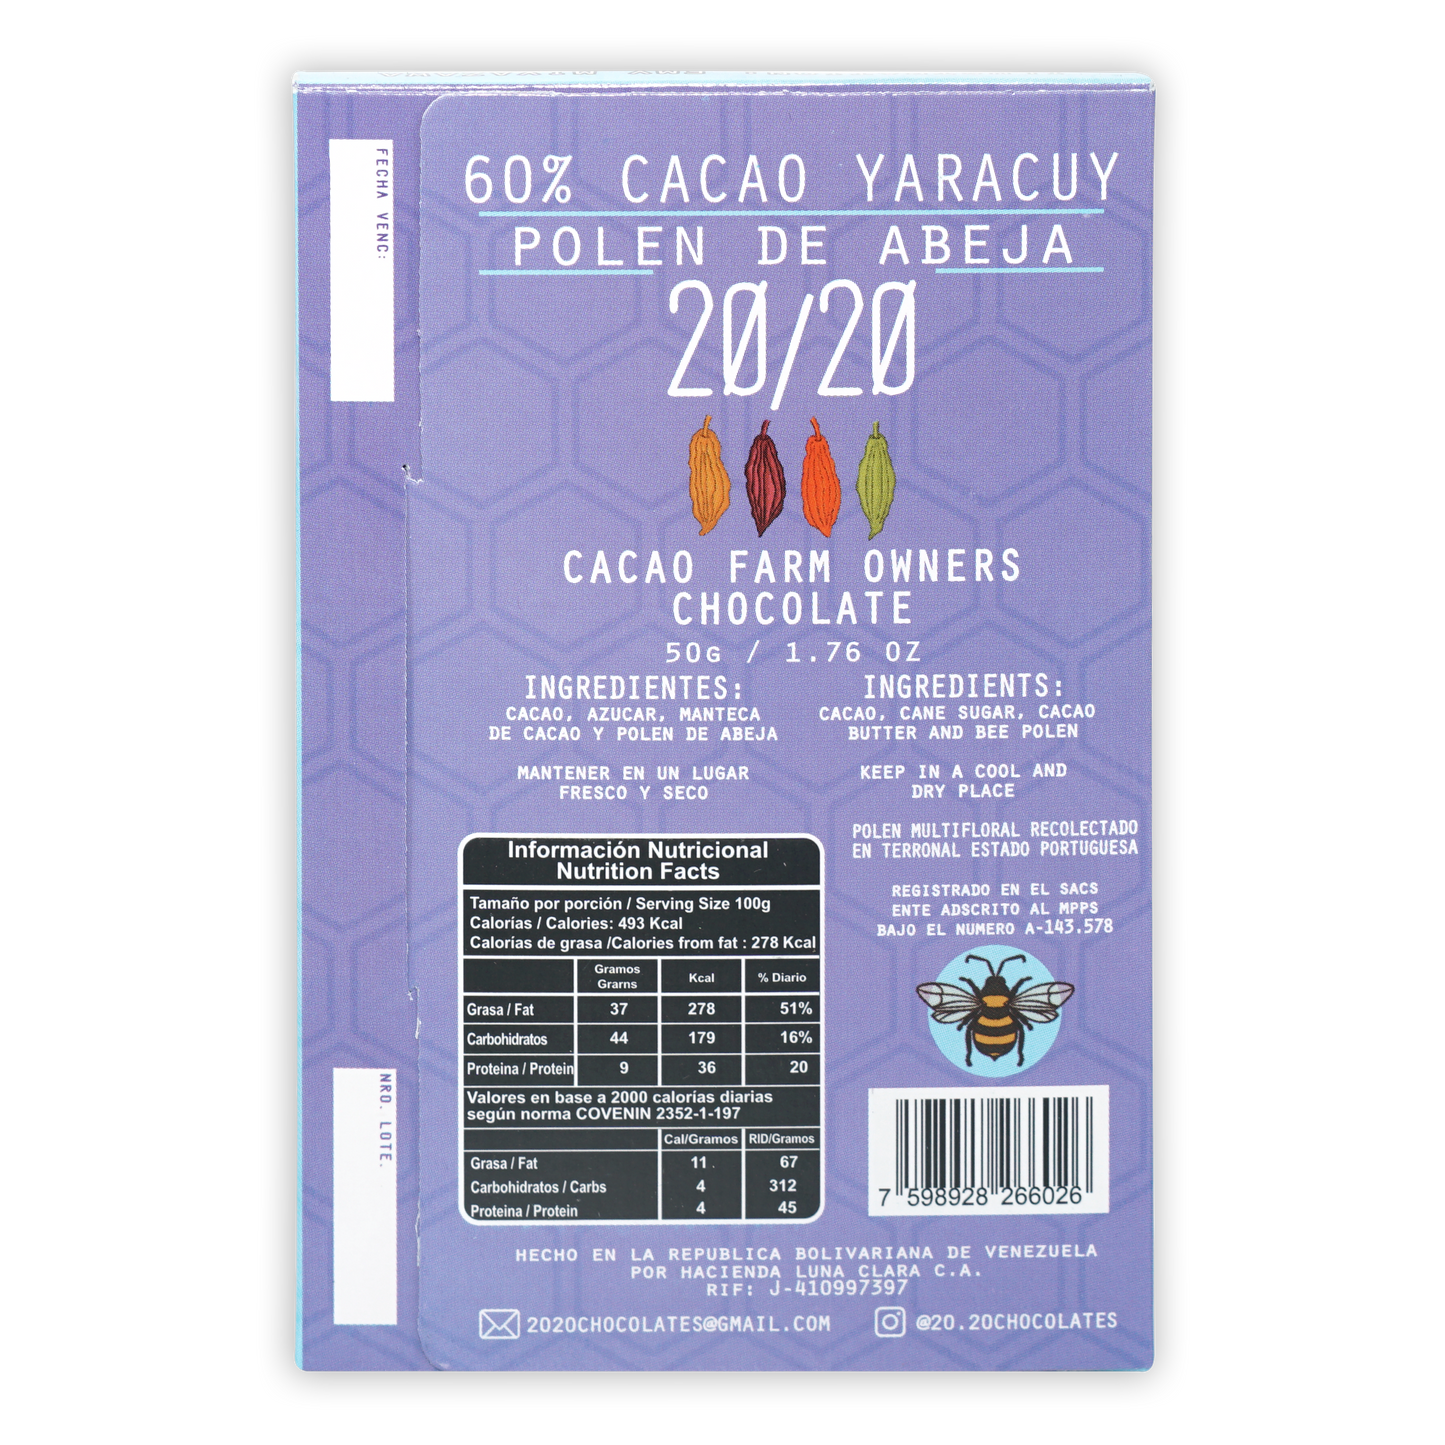 FECHA VENC:
60% CACAO YARACUY
POLEN DE ABEJA
20/20
CACAO FARM OWNERS
CHOCOLATE
50G / 1.76 OZ
INGREDIENTES:
CACAO, AZUCAR, MANTECA
DE CACAO Y POLEN DE ABEJA
MANTENER EN UN LUGAR
FRESCO Y SECO
INGREDIENTS:
CACAO, CANE SUGAR, CACAO
BUTTER AND BEE POLEN
KEEP IN A COOL AND
DRY PLACE
POLEN MULTIFLORAL RECOLECTADO
EN TERRONAL ESTADO PORTUGUESA
REGISTRADO EN EL SACS
ENTE ADSCRITO AL MPPS
BAJO EL NUMERO A-143.578
Información Nutricional
Nutrition Facts
Tamaño por porción / Serving Size 100g
Calorías / Calories: 493 Kcal
Calorías de grasa /Calories from fat : 278 Kcal
Gramos
Grarns
Kcal
% Diario
Grasa / Fat 37 278 51%
Carbohidratos 44 179 16%
Proteina / Protein 9 36 20
Valores en base a 2000 calorías diarias
según norma COVENIN 2352-1-197
Cal/Gramos RID/Gramos
Grasa / Fat 11 67
Carbohidratos / Carbs 4 312
Proteina / Protein 4 45
7 598928 266026
NRO. LOTE.
HECHO EN LA REPUBLICA BOLIVARIANA DE VENEZUELA
POR HACIENDA LUNA CLARA C.A.
RIF: J-410997397
2020CHOCOLATES@GMAIL.COM
@20.20CHOCOLATES